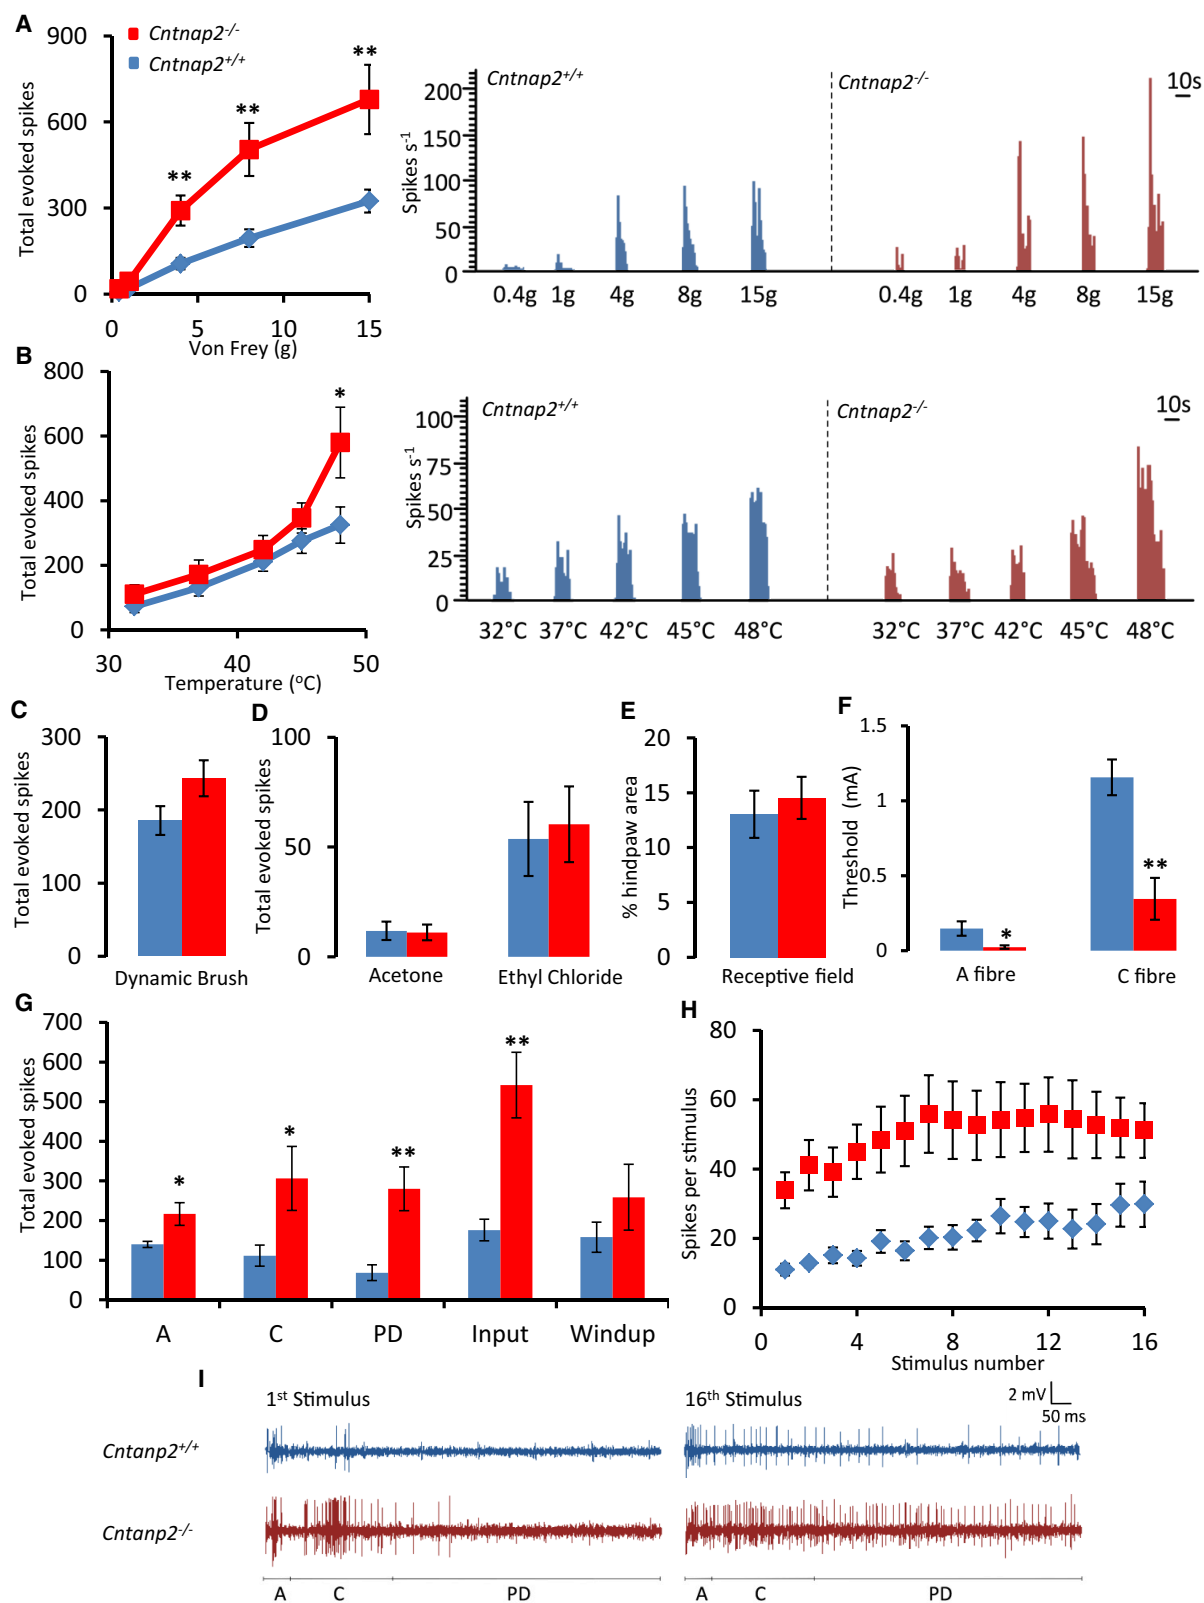 A
Cntnap2-/-
Cntnap2+/+
Total evoked spikes
900
600
300
0
** ** **
0 5 10 15
Von Frey (g)
Cntnap2+/+
Cntnap2-/-
10s
Spikes s-1
200
150
100
50
0
0.4g 1g 4g 8g 15g
0.4g 1g 4g 8g 15g
B
Total evoked spikes
800
600
400
200
0
*
30 40 50
Temperature (oC)
Cntnap2+/+
Cntnap2-/-
10s
Spikes s-1
100
75
50
25
0
32°C 37°C 42°C 45°C 48°C
32°C 37°C 42°C 45°C 48°C
C
Total evoked spikes
300
200
100
0
Dynamic Brush
D
Total evoked spikes
100
50
0
Acetone
Ethyl Chloride
E
% hindpaw area
20
15
10
5
0
Receptive field
F
Threshold (mA)
1.5
1
0.5
0
*
**
A fibre
C fibre
G
Total evoked spikes
700
600
500
400
300
200
100
0
* * ** **
A C PD Input Windup
H
Spikes per stimulus
80
60
40
20
0
0 4 8 12 16
Stimulus number
I
1st Stimulus
16th Stimulus
2 mV
50 ms
Cntanp2+/+
Cntanp2-/-
A C PD
A C PD